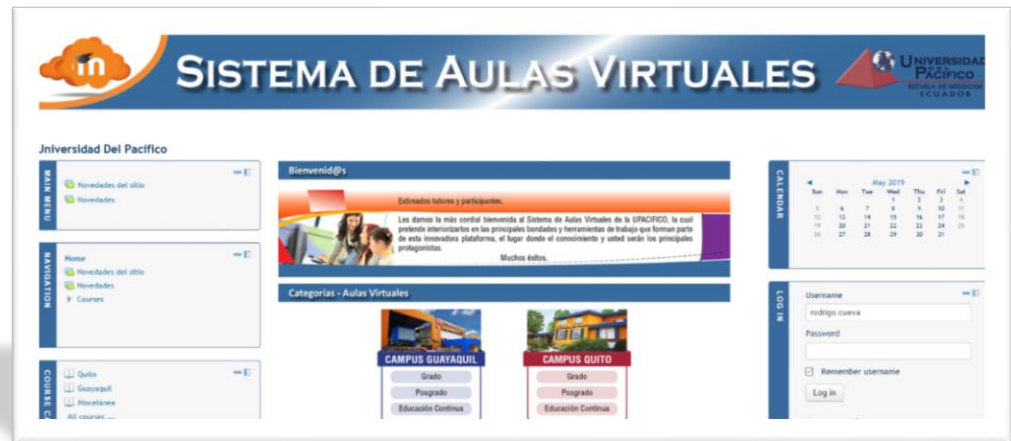 SISTEMA DE AULAS VIRTUALES
UNIVERSIDAD
DEL
PACÍFICO
ESCUELA DE NEGOCIOS
ECUADOR
Jniversidad Del Pacífico
MAIN MENU
Novedades del sitio
Novedades
NAVIGATION
Home
Novedades del sitio
Novedades
Courses
COURSE CA
Quito
Guayaquil
Miscelánea
All courses ...
Bienvenid@s
Estimados tutores y participantes,
Les damos la más cordial bienvenida al Sistema de Aulas Virtuales de la UPACIFICO, la cual
pretende interiorizarlos en las principales bondades y herramientas de trabajo que forman parte
de esta innovadora plataforma, el lugar donde el conocimiento y usted serán los principales
protagonistas.
Muchos éxitos.
Categorías - Aulas Virtuales
CAMPUS GUAYAQUIL
Grado
Posgrado
Educación Continua
CAMPUS QUITO
Grado
Posgrado
Educación Continua
CALENDAR
May 2019
Sun Mon Tue Wed Thu Fri Sat
1 2 3 4
5 6 7 8 9 10 11
12 13 14 15 16 17 18
19 20 21 22 23 24 25
26 27 28 29 30 31
LOG IN
Username
rodrigo.cueva
Password
Remember username
Log in